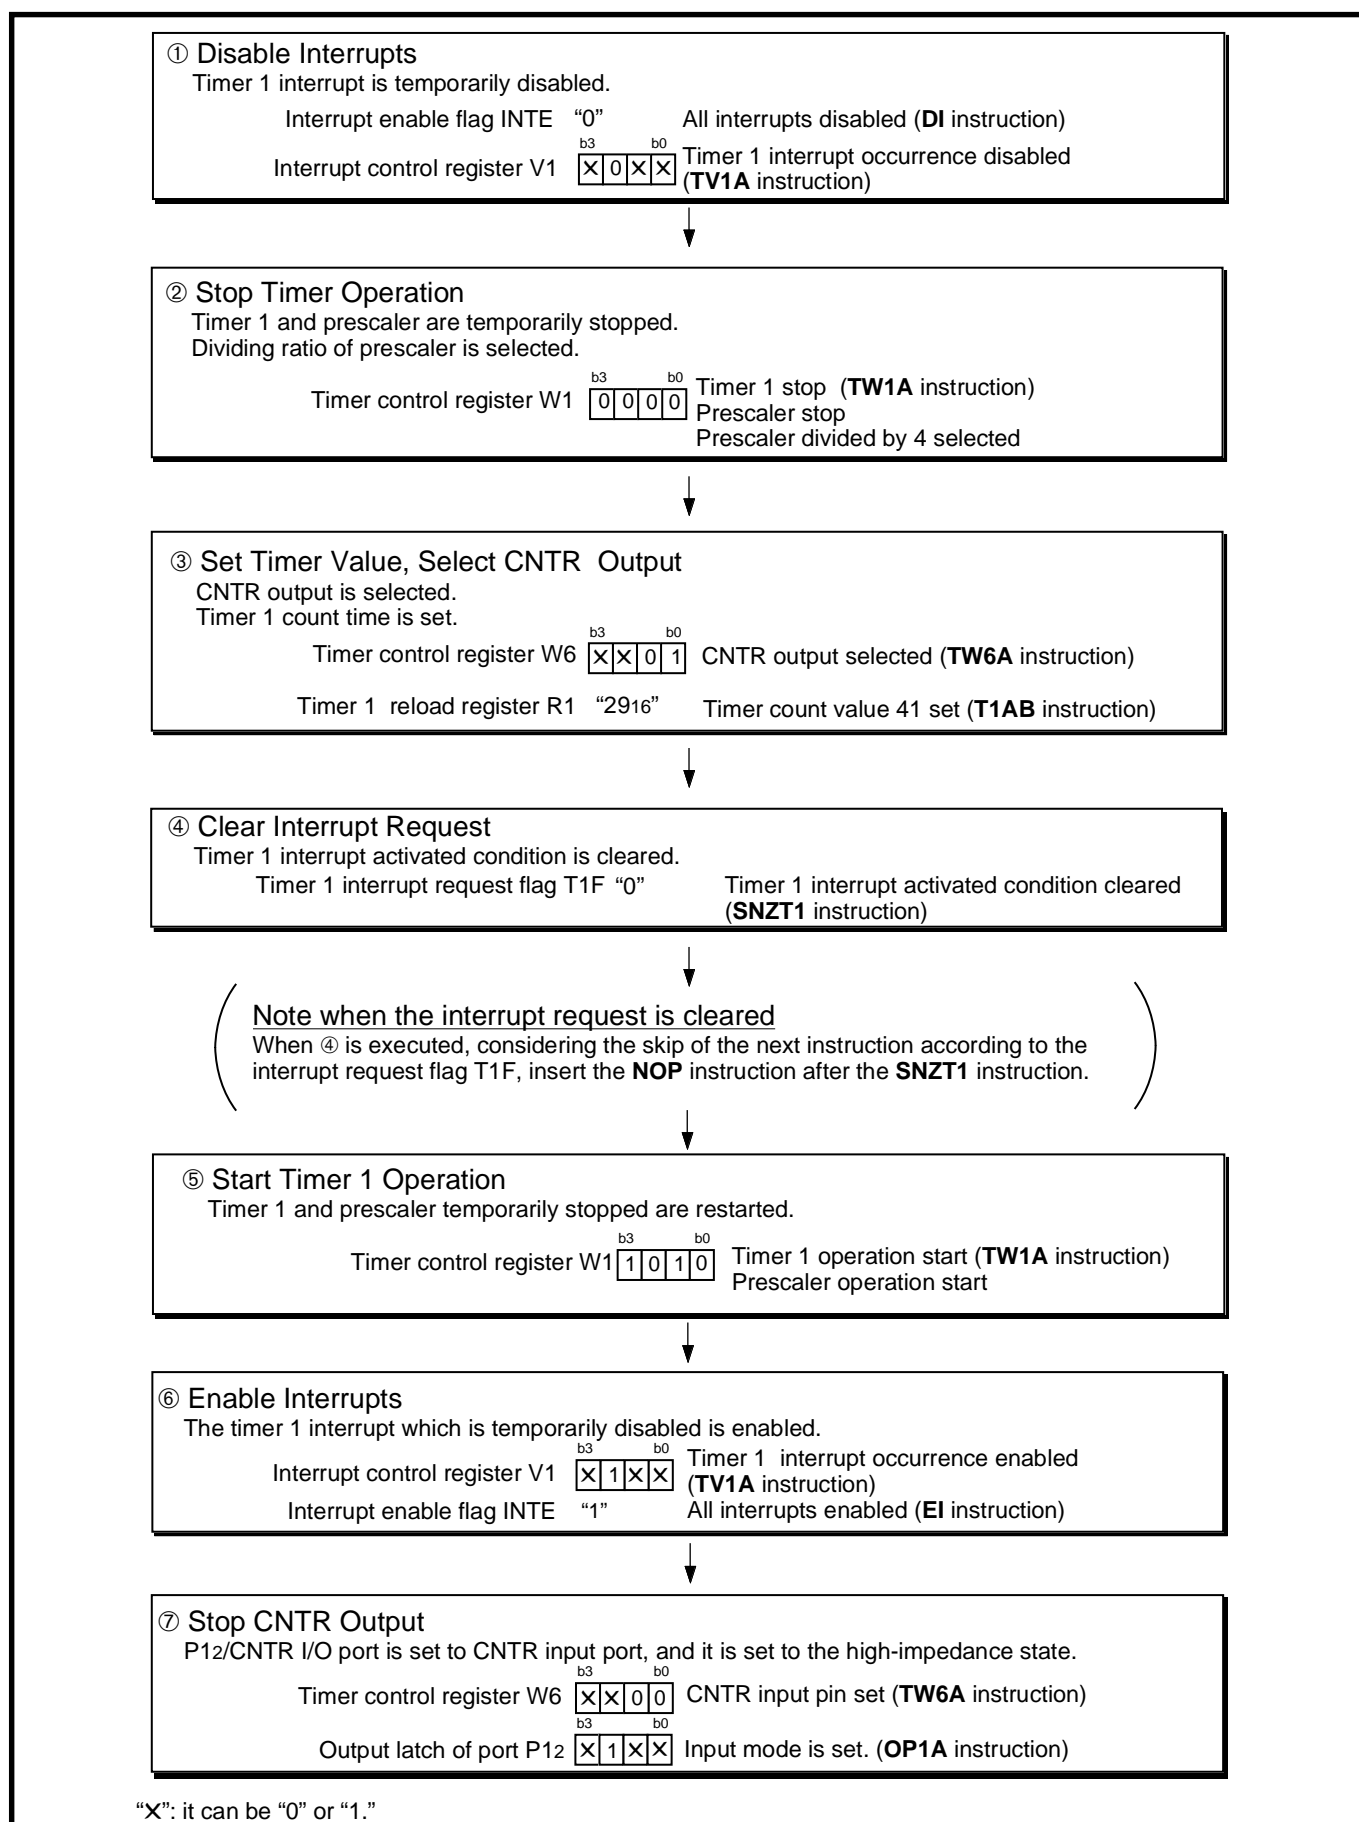 ① Disable Interrupts
Timer 1 interrupt is temporarily disabled.
Interrupt enable flag INTE “0” All interrupts disabled (DI instruction)
b3 b0
Interrupt control register V1 X 0 X X Timer 1 interrupt occurrence disabled
(TV1A instruction)
② Stop Timer Operation
Timer 1 and prescaler are temporarily stopped.
Dividing ratio of prescaler is selected.
b3 b0
Timer control register W1 0 0 0 0 Timer 1 stop (TW1A instruction)
Prescaler stop
Prescaler divided by 4 selected
③ Set Timer Value, Select CNTR Output
CNTR output is selected.
Timer 1 count time is set.
b3 b0
Timer control register W6 X X 0 1 CNTR output selected (TW6A instruction)
Timer 1 reload register R1 “2916” Timer count value 41 set (T1AB instruction)
④ Clear Interrupt Request
Timer 1 interrupt activated condition is cleared.
Timer 1 interrupt request flag T1F “0” Timer 1 interrupt activated condition cleared
(SNZT1 instruction)
Note when the interrupt request is cleared
When ④ is executed, considering the skip of the next instruction according to the
interrupt request flag T1F, insert the NOP instruction after the SNZT1 instruction.
⑤ Start Timer 1 Operation
Timer 1 and prescaler temporarily stopped are restarted.
b3 b0
Timer control register W1 1 0 1 0 Timer 1 operation start (TW1A instruction)
Prescaler operation start
⑥ Enable Interrupts
The timer 1 interrupt which is temporarily disabled is enabled.
b3 b0
Interrupt control register V1 X 1 X X Timer 1 interrupt occurrence enabled
(TV1A instruction)
Interrupt enable flag INTE “1” All interrupts enabled (EI instruction)
⑦ Stop CNTR Output
P12/CNTR I/O port is set to CNTR input port, and it is set to the high-impedance state.
b3 b0
Timer control register W6 X X 0 0 CNTR input pin set (TW6A instruction)
b3 b0
Output latch of port P12 X 1 X X Input mode is set. (OP1A instruction)
“X”: it can be “0” or “1.”